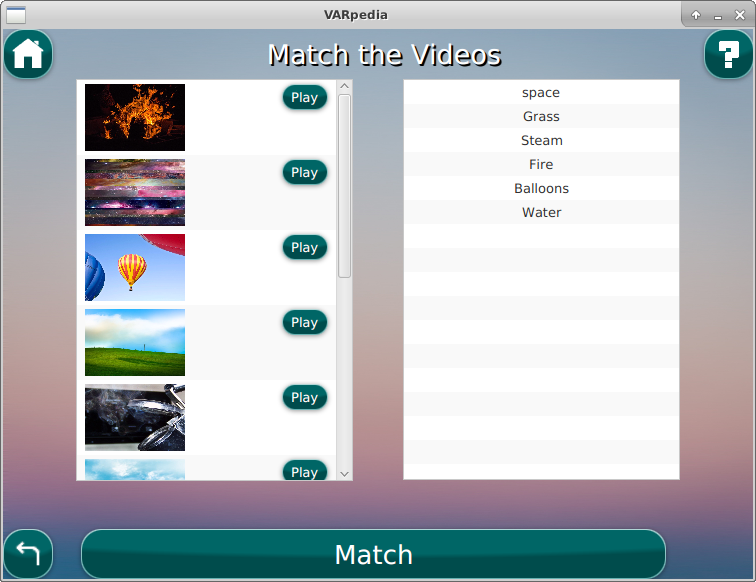 VARpedia
Match the Videos
?
Play
Play
Play
Play
Play
Play
space
Grass
Steam
Fire
Balloons
Water
Match